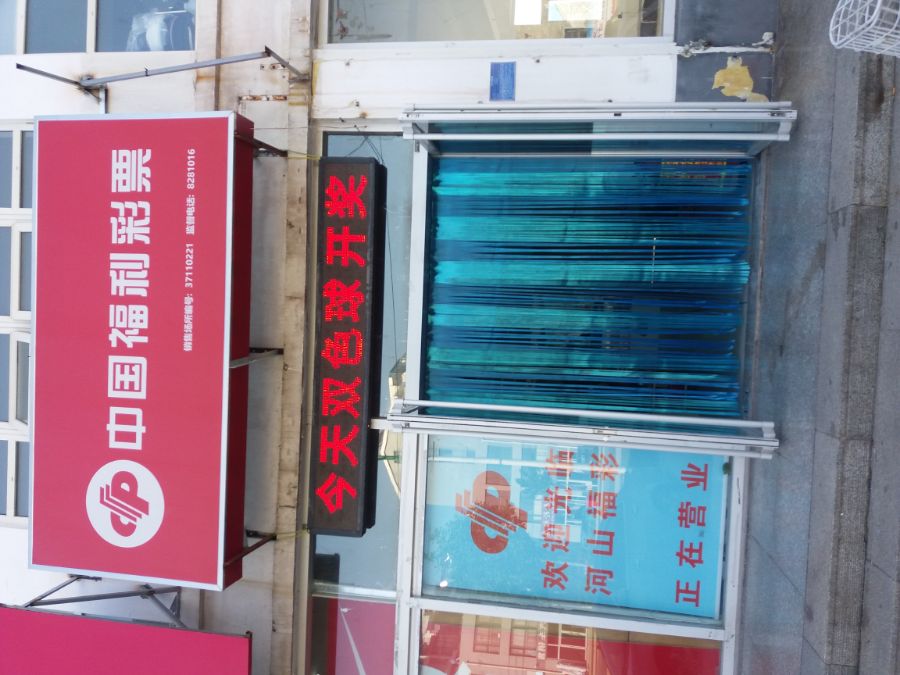 中国福利彩票
销售场所编号：37110221 监督电话：8281016
今天双色球开奖
欢迎光临
河山福彩
正在营业